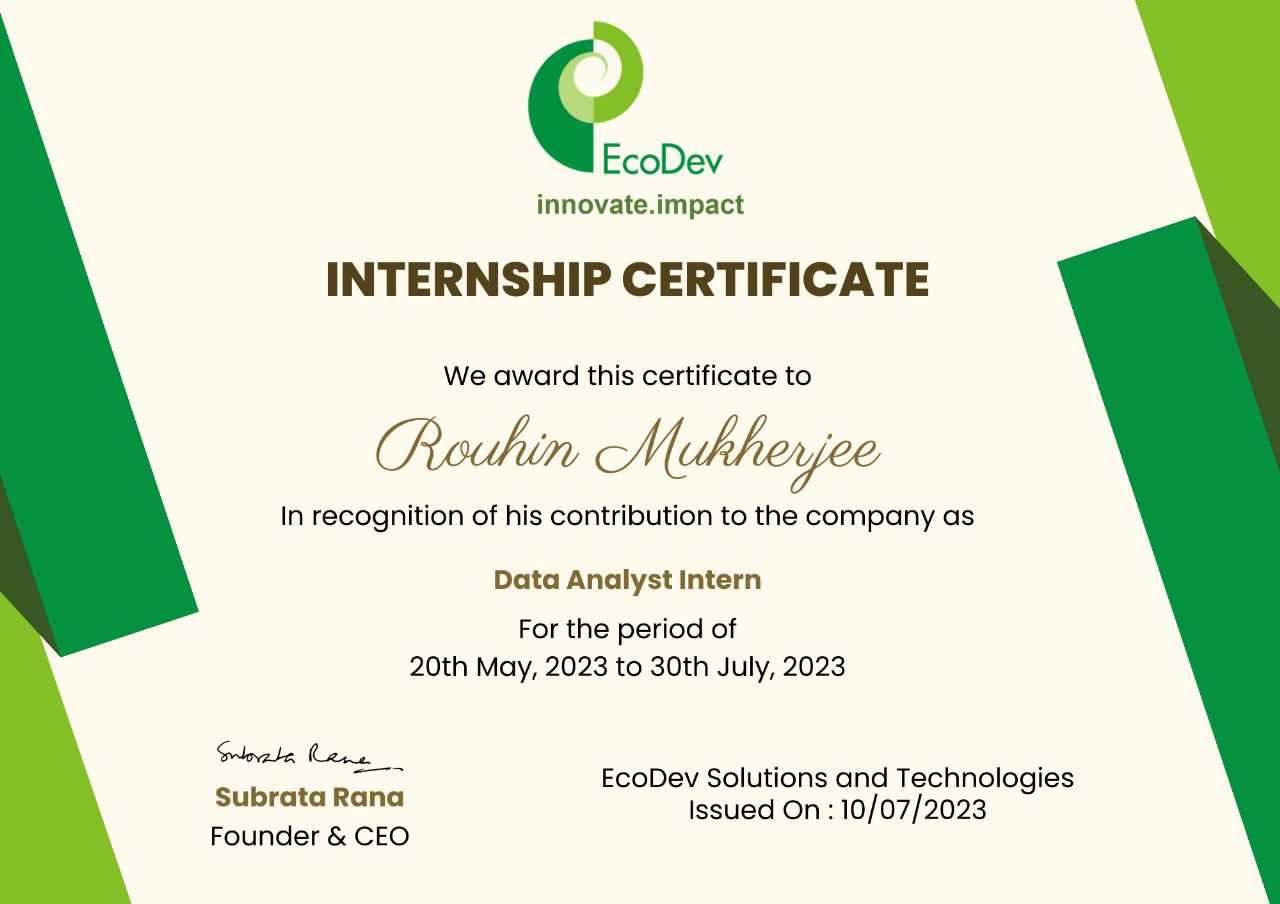 EcoDev
innovate.impact
INTERNSHIP CERTIFICATE
We award this certificate to
Rouhin Mukherjee
In recognition of his contribution to the company as
Data Analyst Intern
For the period of
20th May, 2023 to 30th July, 2023
Subrata Rana
Subrata Rana
Founder & CEO
EcoDev Solutions and Technologies
Issued On : 10/07/2023